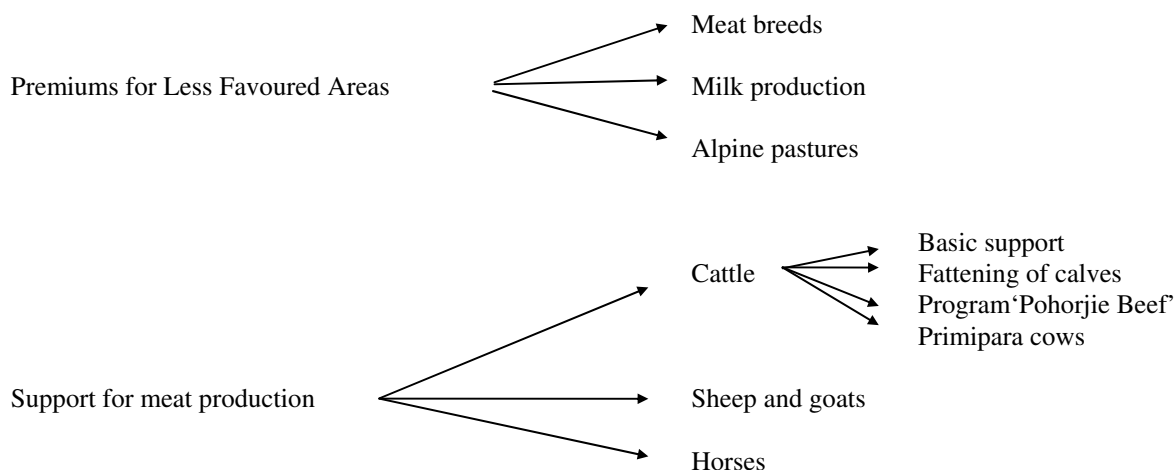 Meat breeds
Premiums for Less Favoured Areas
Milk production
Alpine pastures
Basic support
Cattle
Fattening of calves
Program‘Pohorjie Beef’
Primipara cows
Support for meat production
Sheep and goats
Horses